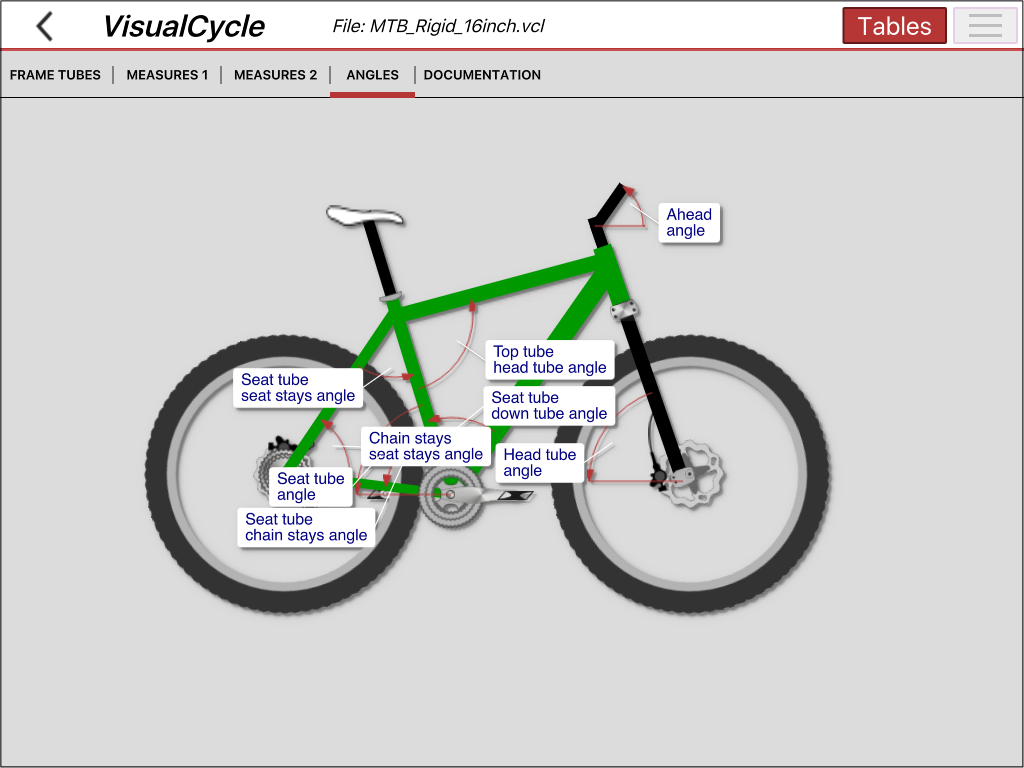 VisualCycle
File: MTB_Rigid_16inch.vcl
Tables
FRAME TUBES
MEASURES 1
MEASURES 2
ANGLES
DOCUMENTATION
Ahead
angle
Top tube
head tube angle
Seat tube
seat stays angle
Seat tube
down tube angle
Chain stays
seat stays angle
Head tube
angle
Seat tube
angle
Seat tube
chain stays angle